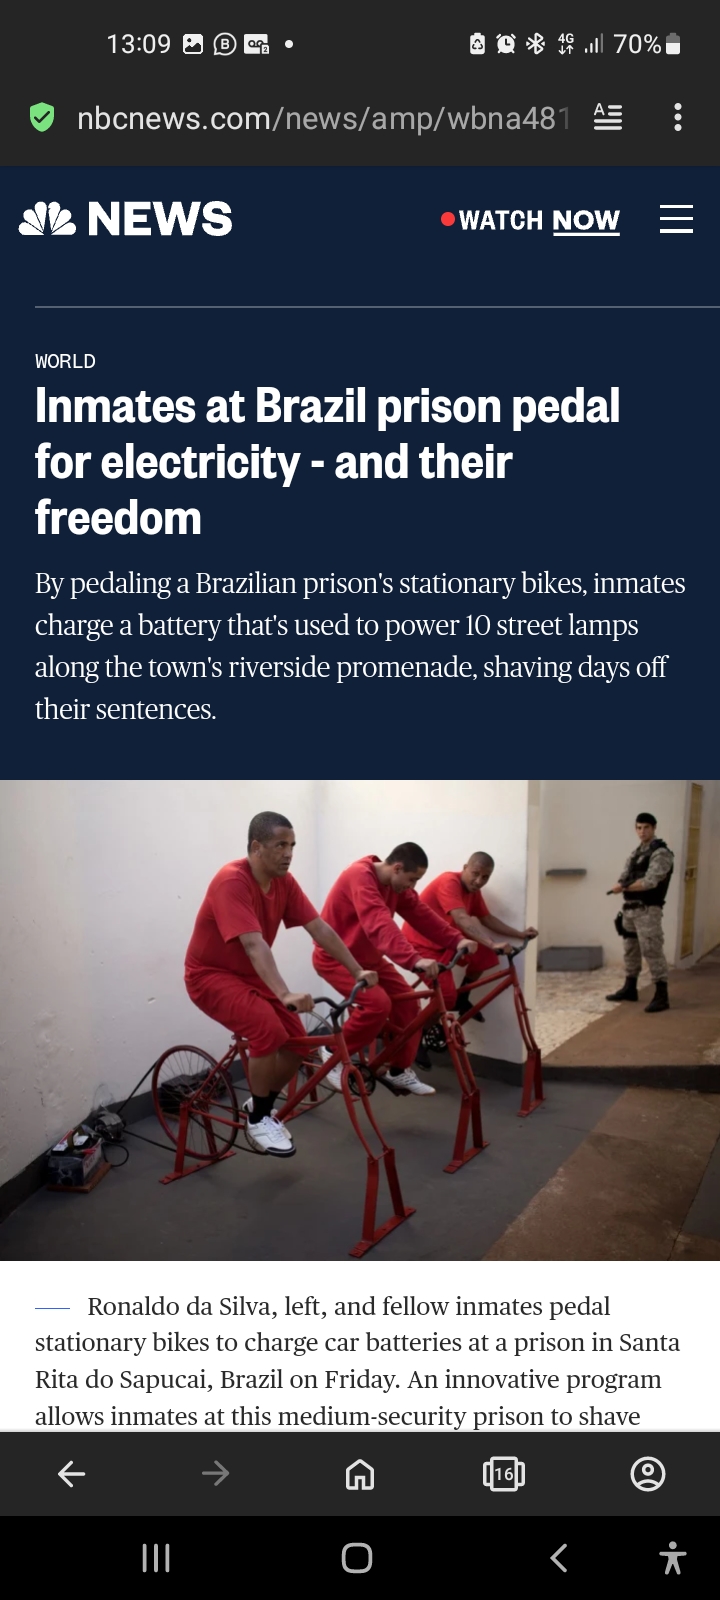 13:09
4G
70%
nbcnews.com/news/amp/wbna481
NEWS
WATCH NOW
WORLD
Inmates at Brazil prison pedal
for electricity - and their
freedom
By pedaling a Brazilian prison's stationary bikes, inmates
charge a battery that's used to power 10 street lamps
along the town's riverside promenade, shaving days off
their sentences.
Ronaldo da Silva, left, and fellow inmates pedal
stationary bikes to charge car batteries at a prison in Santa
Rita do Sapucai, Brazil on Friday. An innovative program
allows inmates at this medium-security prison to shave
16